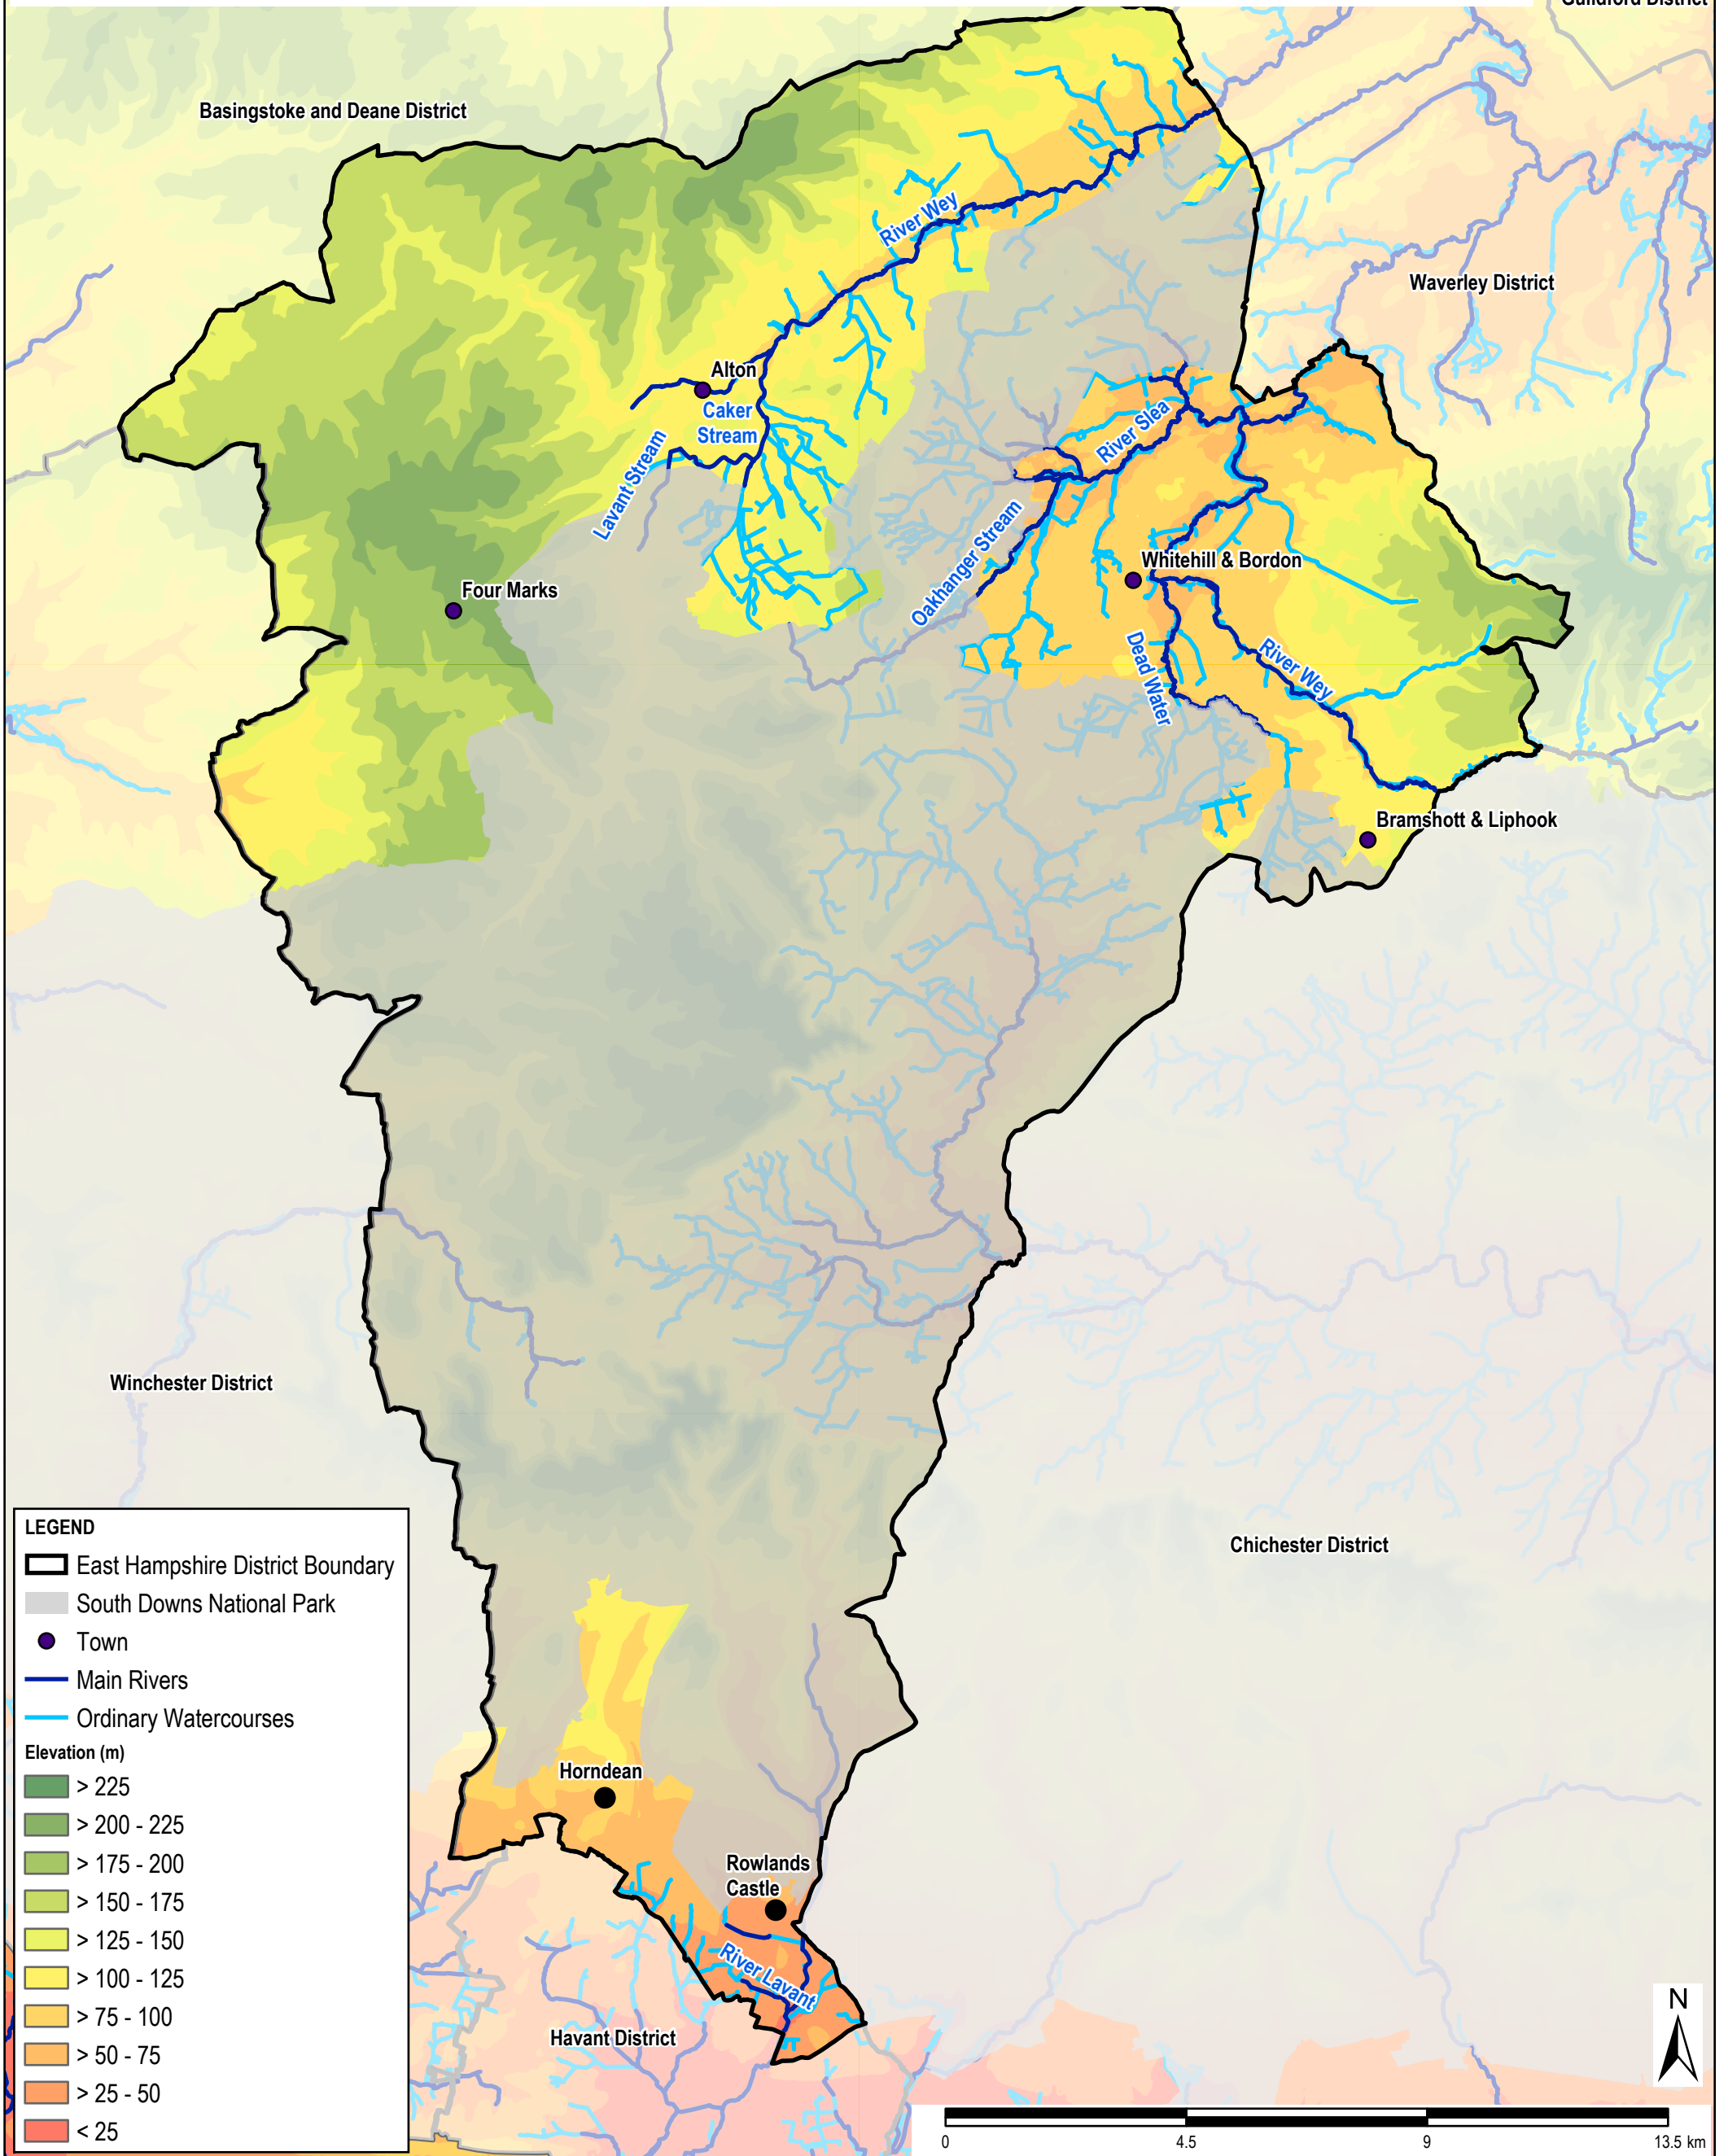 Guildford District
Basingstoke and Deane District
Waverley District
River Wey
Alton
Caker
Stream
Lavant Stream
River Slea
Oakhanger Stream
Whitehill & Bordon
Four Marks
Dead Water
River Wey
Bramshott & Liphook
Winchester District
Chichester District
LEGEND
East Hampshire District Boundary
South Downs National Park
Town
Main Rivers
Ordinary Watercourses
Elevation (m)
> 225
> 200 - 225
> 175 - 200
> 150 - 175
> 125 - 150
> 100 - 125
> 75 - 100
> 50 - 75
> 25 - 50
< 25
Horndean
Rowlands
Castle
River Lavant
Havant District
N
0 4.5 9 13.5 km